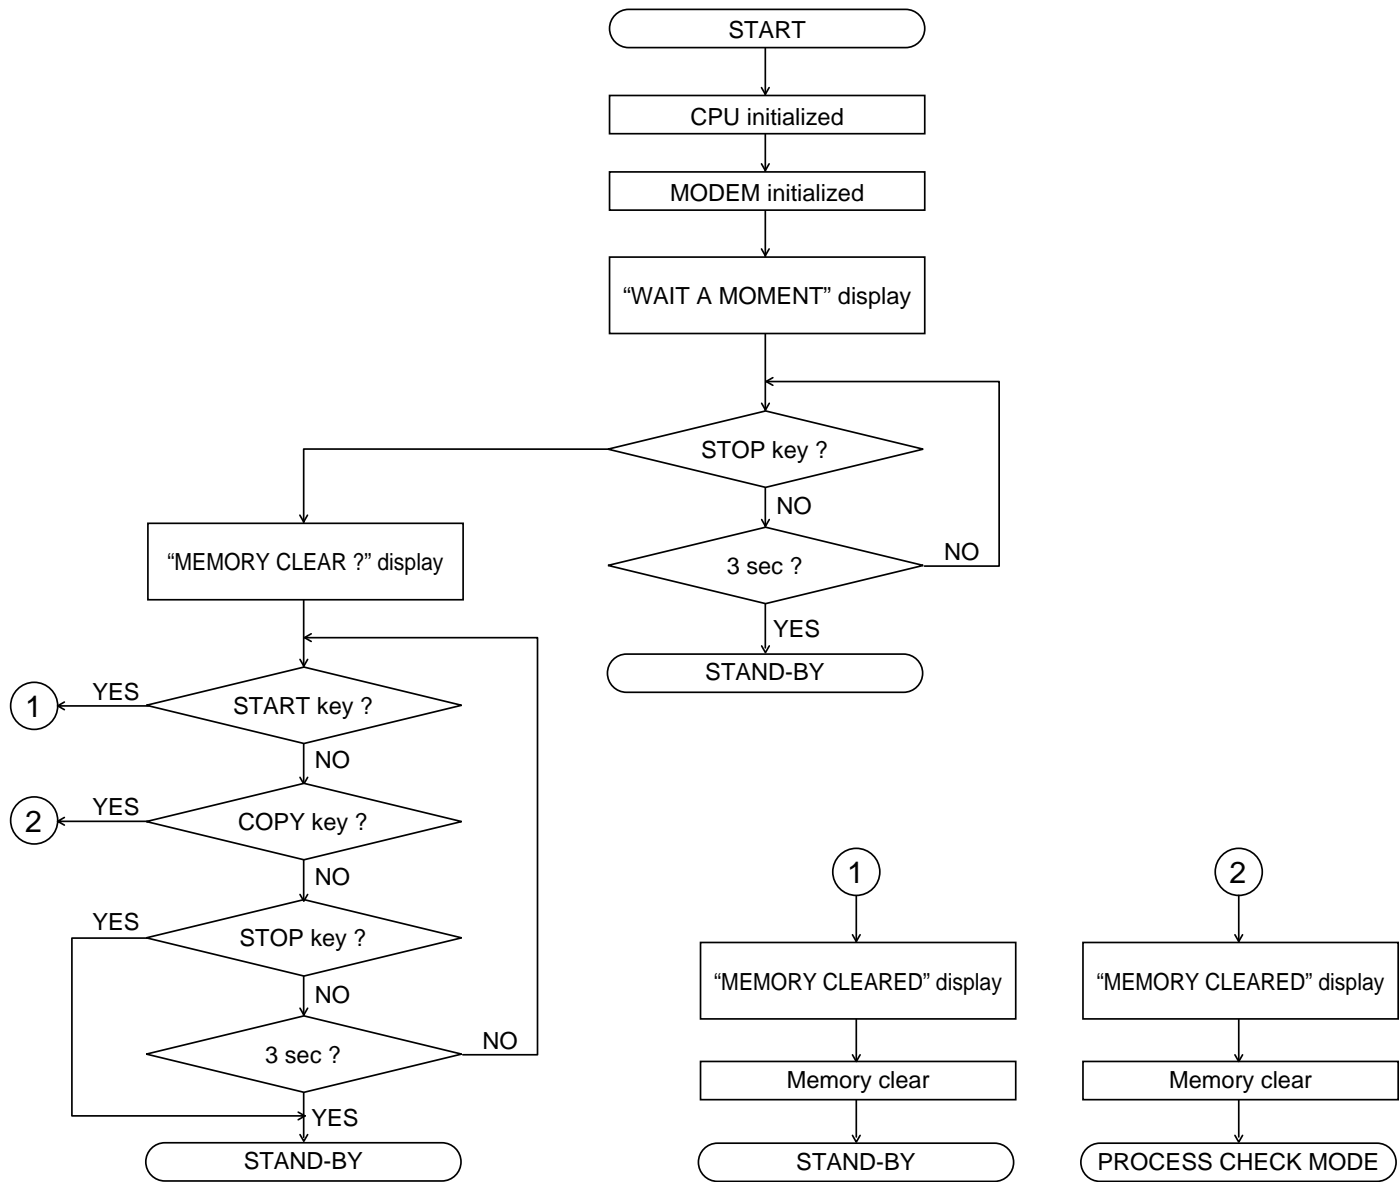 START
CPU initialized
MODEM initialized
“WAIT A MOMENT” display
STOP key ?
NO
3 sec ?
NO
YES
STAND-BY
“MEMORY CLEAR ?” display
START key ?
YES
1
NO
COPY key ?
YES
2
NO
STOP key ?
YES
NO
3 sec ?
NO
YES
STAND-BY
1
“MEMORY CLEARED” display
Memory clear
STAND-BY
2
“MEMORY CLEARED” display
Memory clear
PROCESS CHECK MODE